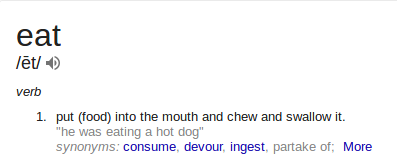 eat
/ēt/
verb
1. put (food) into the mouth and chew and swallow it.
"he was eating a hot dog"
synonyms: consume, devour, ingest, partake of; More